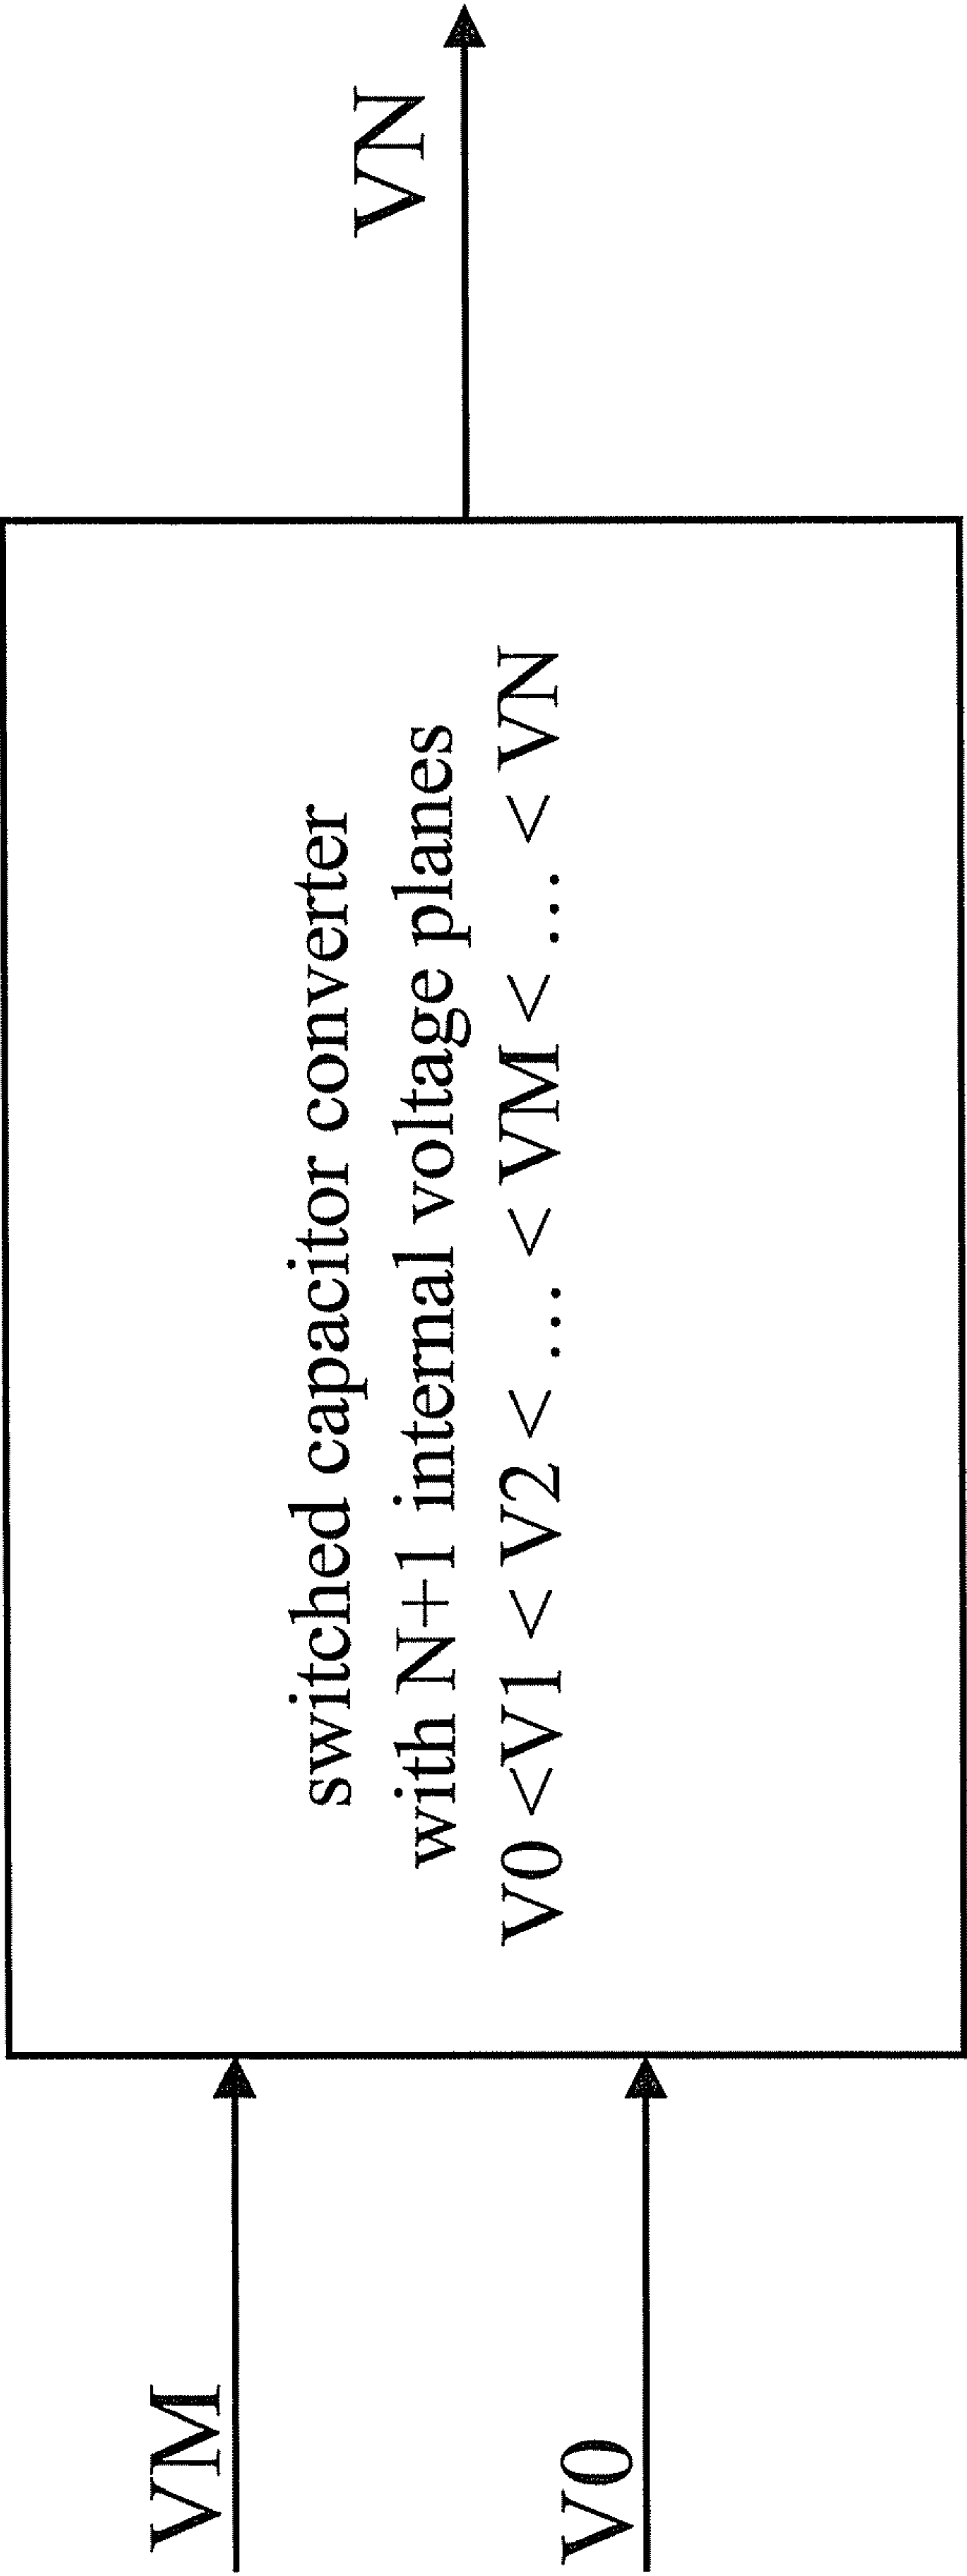 VM
V0
switched capacitor converter
with N+1 internal voltage planes
V0 <V1 < V2 < ... < VM < ... < VN
VN